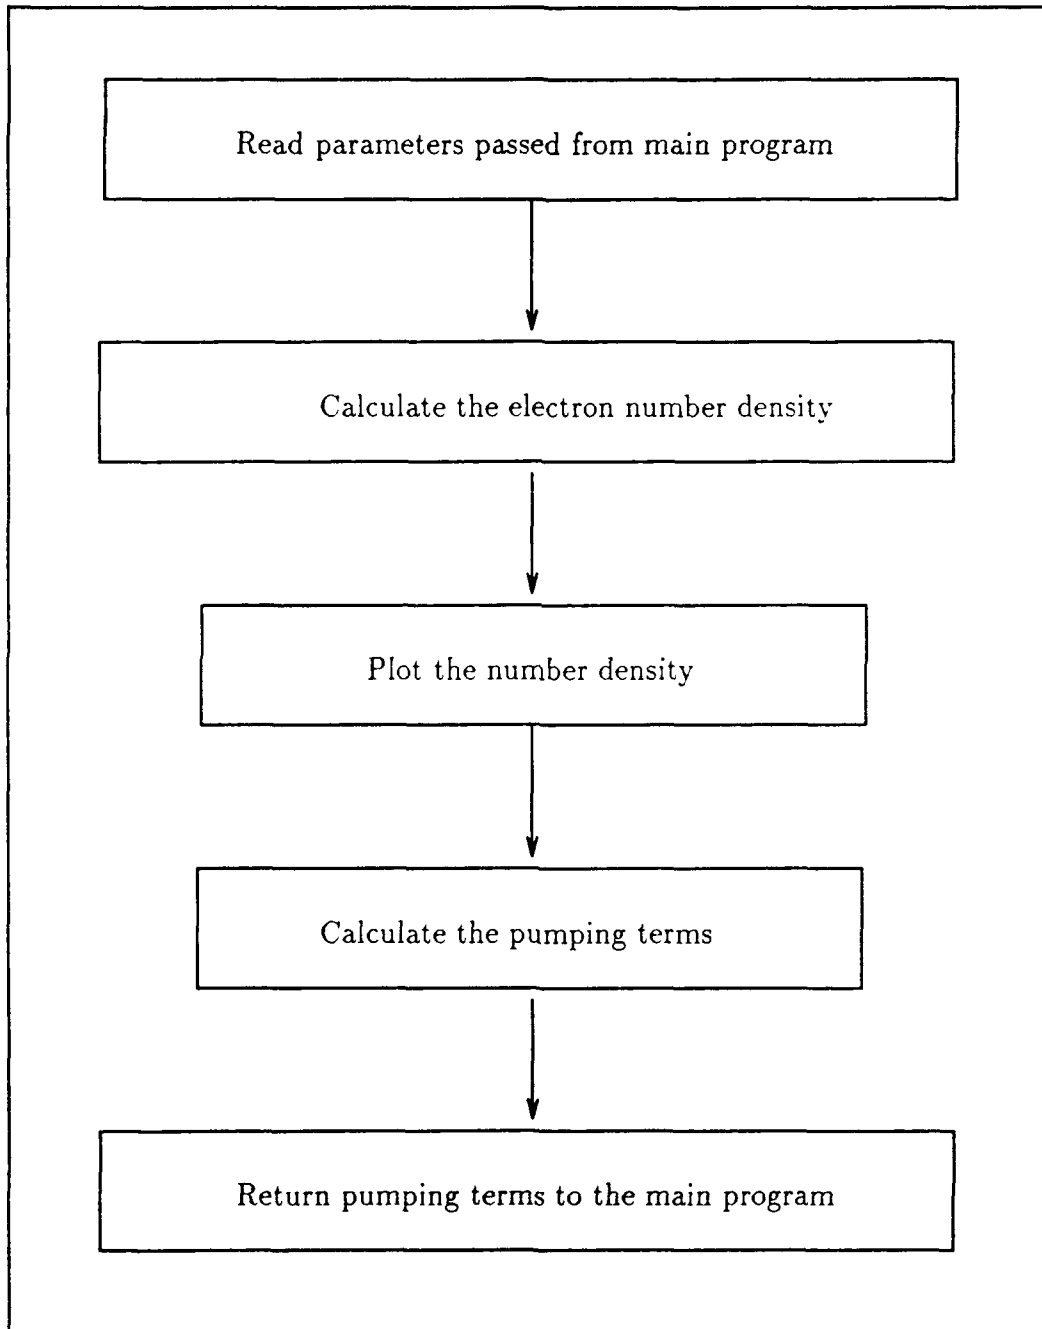 Read parameters passed from main program
Calculate the electron number density
Plot the number density
Calculate the pumping terms
Return pumping terms to the main program